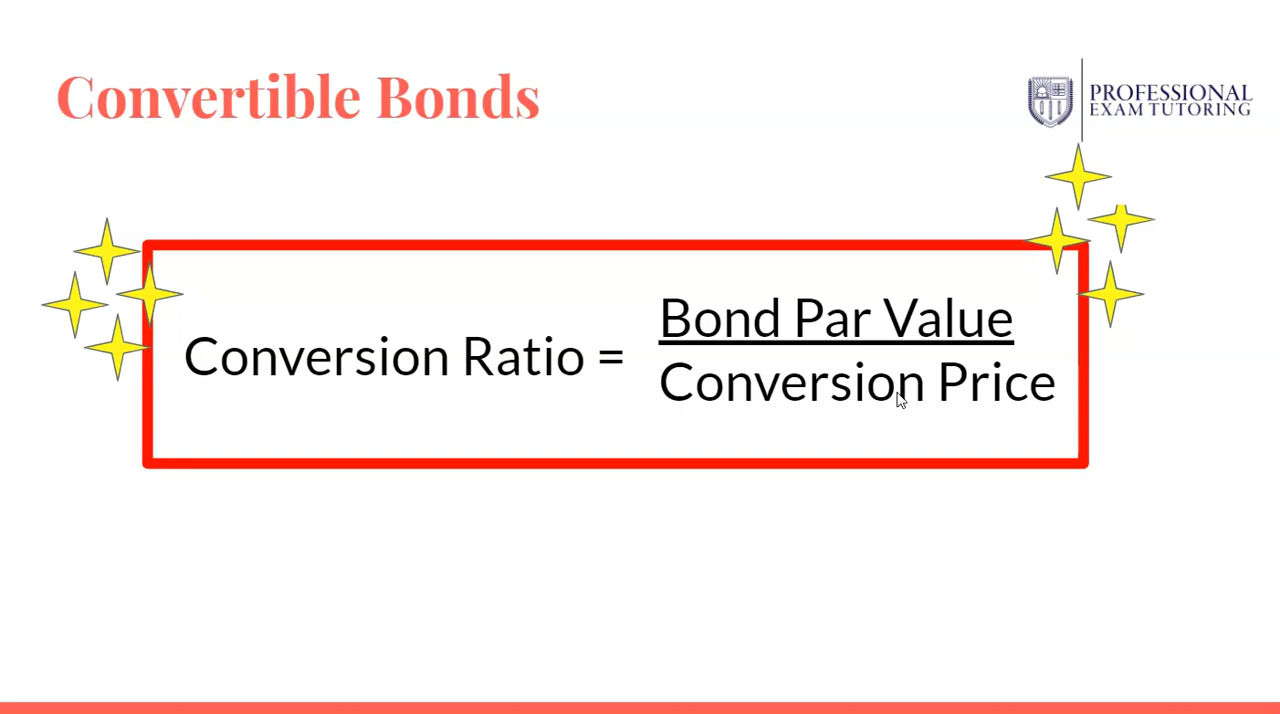 Convertible Bonds
PROFESSIONAL
EXAM TUTORING
Conversion Ratio =
Bond Par Value
Conversion Price